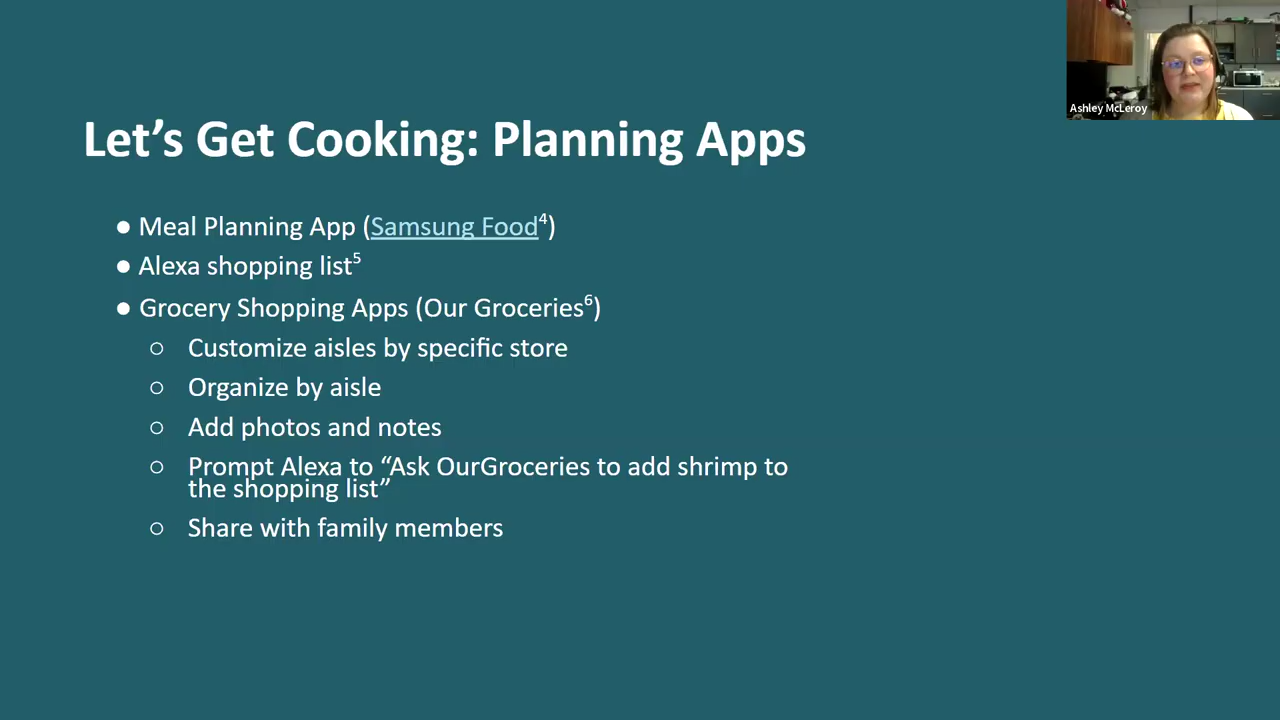 Ashley McLeroy
Let’s Get Cooking: Planning Apps
● Meal Planning App (Samsung Food⁴)
● Alexa shopping list⁵
● Grocery Shopping Apps (Our Groceries⁶)
○ Customize aisles by specific store
○ Organize by aisle
○ Add photos and notes
○ Prompt Alexa to “Ask OurGroceries to add shrimp to
the shopping list”
○ Share with family members